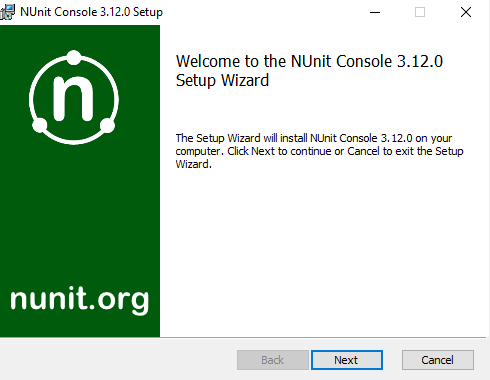 NUnit Console 3.12.0 Setup
n
Welcome to the NUnit Console 3.12.0
Setup Wizard
The Setup Wizard will install NUnit Console 3.12.0 on your
computer. Click Next to continue or Cancel to exit the Setup
Wizard.
nunit.org
Back
Next
Cancel